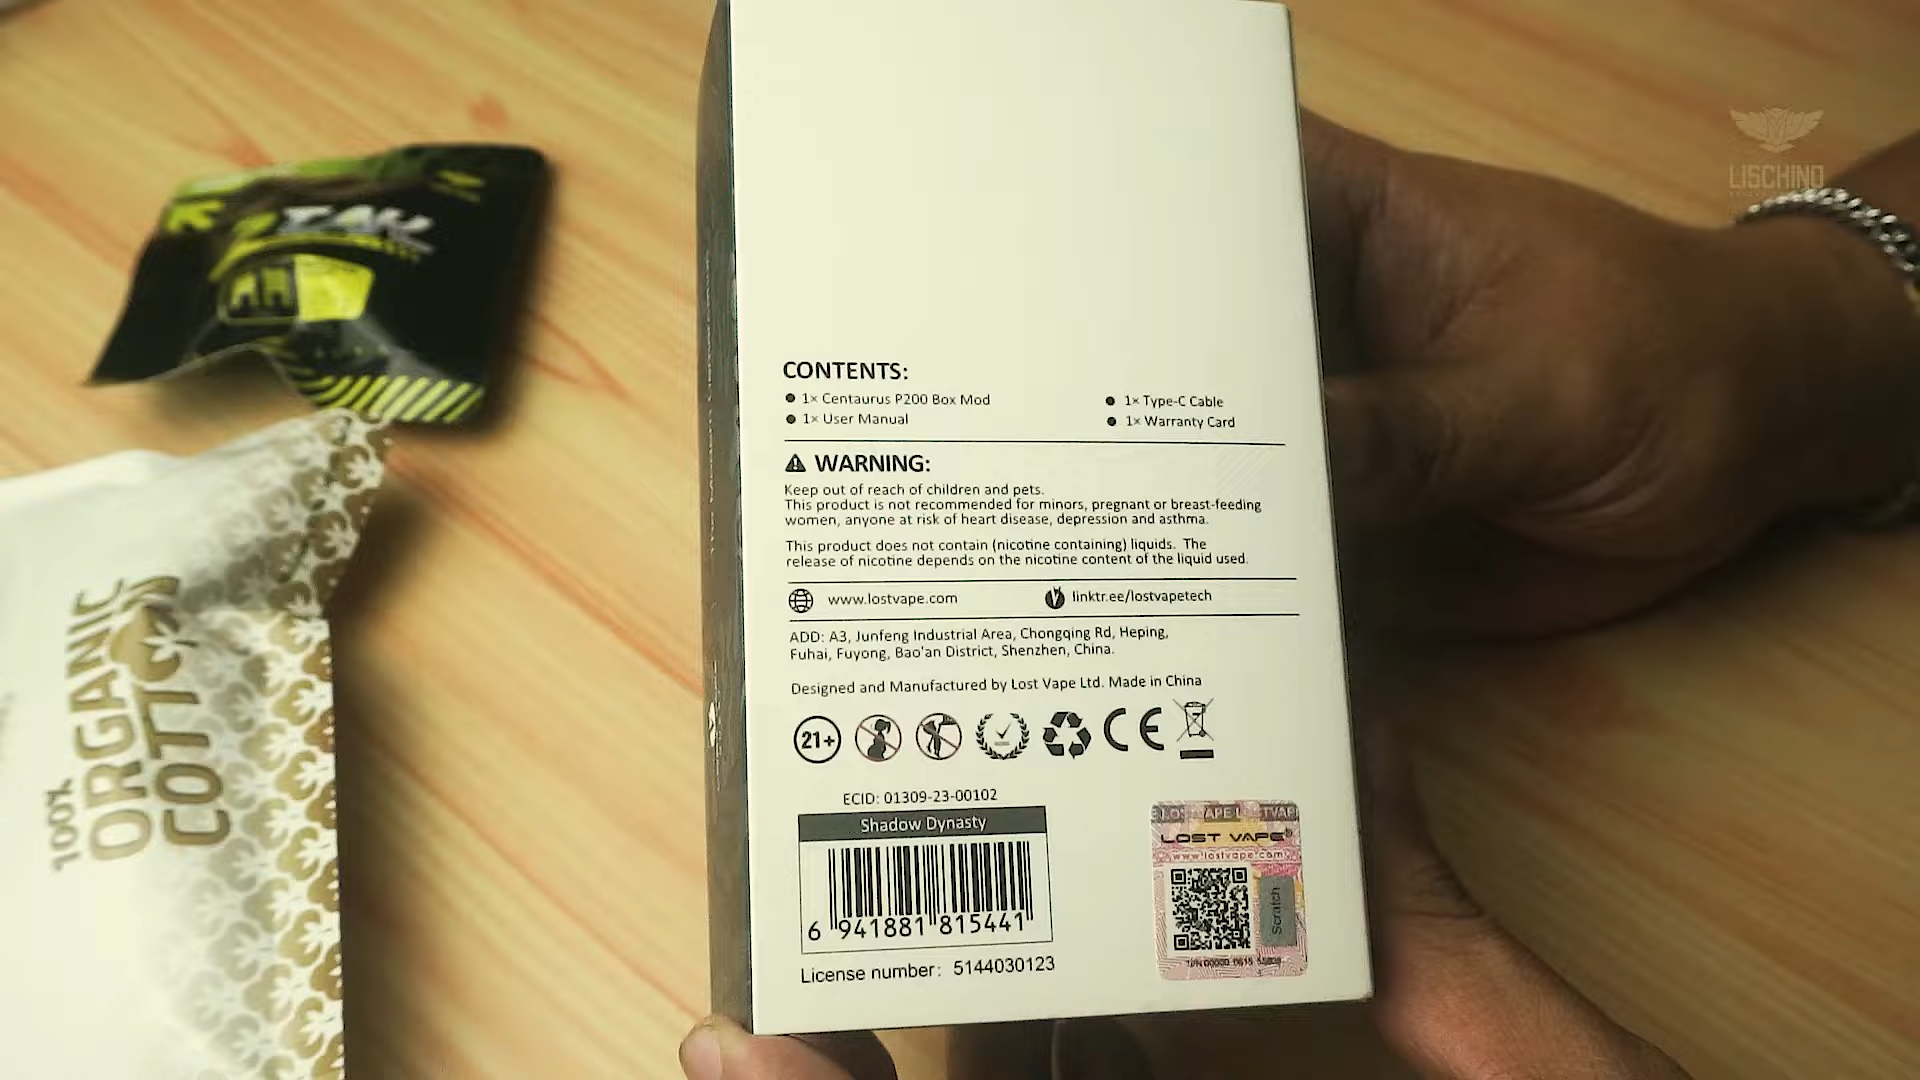 LISCHINO
CONTENTS:
● 1× Centaurus P200 Box Mod
● 1× User Manual
● 1× Type-C Cable
● 1× Warranty Card
WARNING:
Keep out of reach of children and pets.
This product is not recommended for minors, pregnant or breast-feeding
women, anyone at risk of heart disease, depression and asthma.
This product does not contain (nicotine containing) liquids. The
release of nicotine depends on the nicotine content of the liquid used.
www.lostvape.com
linktr.ee/lostvapetech
ADD: A3, Junfeng Industrial Area, Chongqing Rd, Heping,
Fuhai, Fuyong, Bao'an District, Shenzhen, China.
Designed and Manufactured by Lost Vape Ltd. Made in China
21+
CE
ECID: 01309-23-00102
Shadow Dynasty
6 941881 815441
License number: 5144030123
LOST VAPE®
www.lostvape.com
Scratch
100%
ORGANIC
COTTON